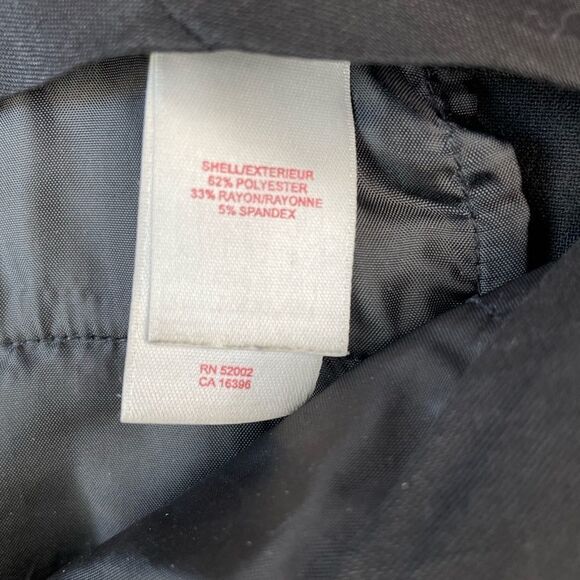 SHELL/EXTERIEUR
62% POLYESTER
33% RAYON/RAYONNE
5% SPANDEX
RN 52002
CA 16396